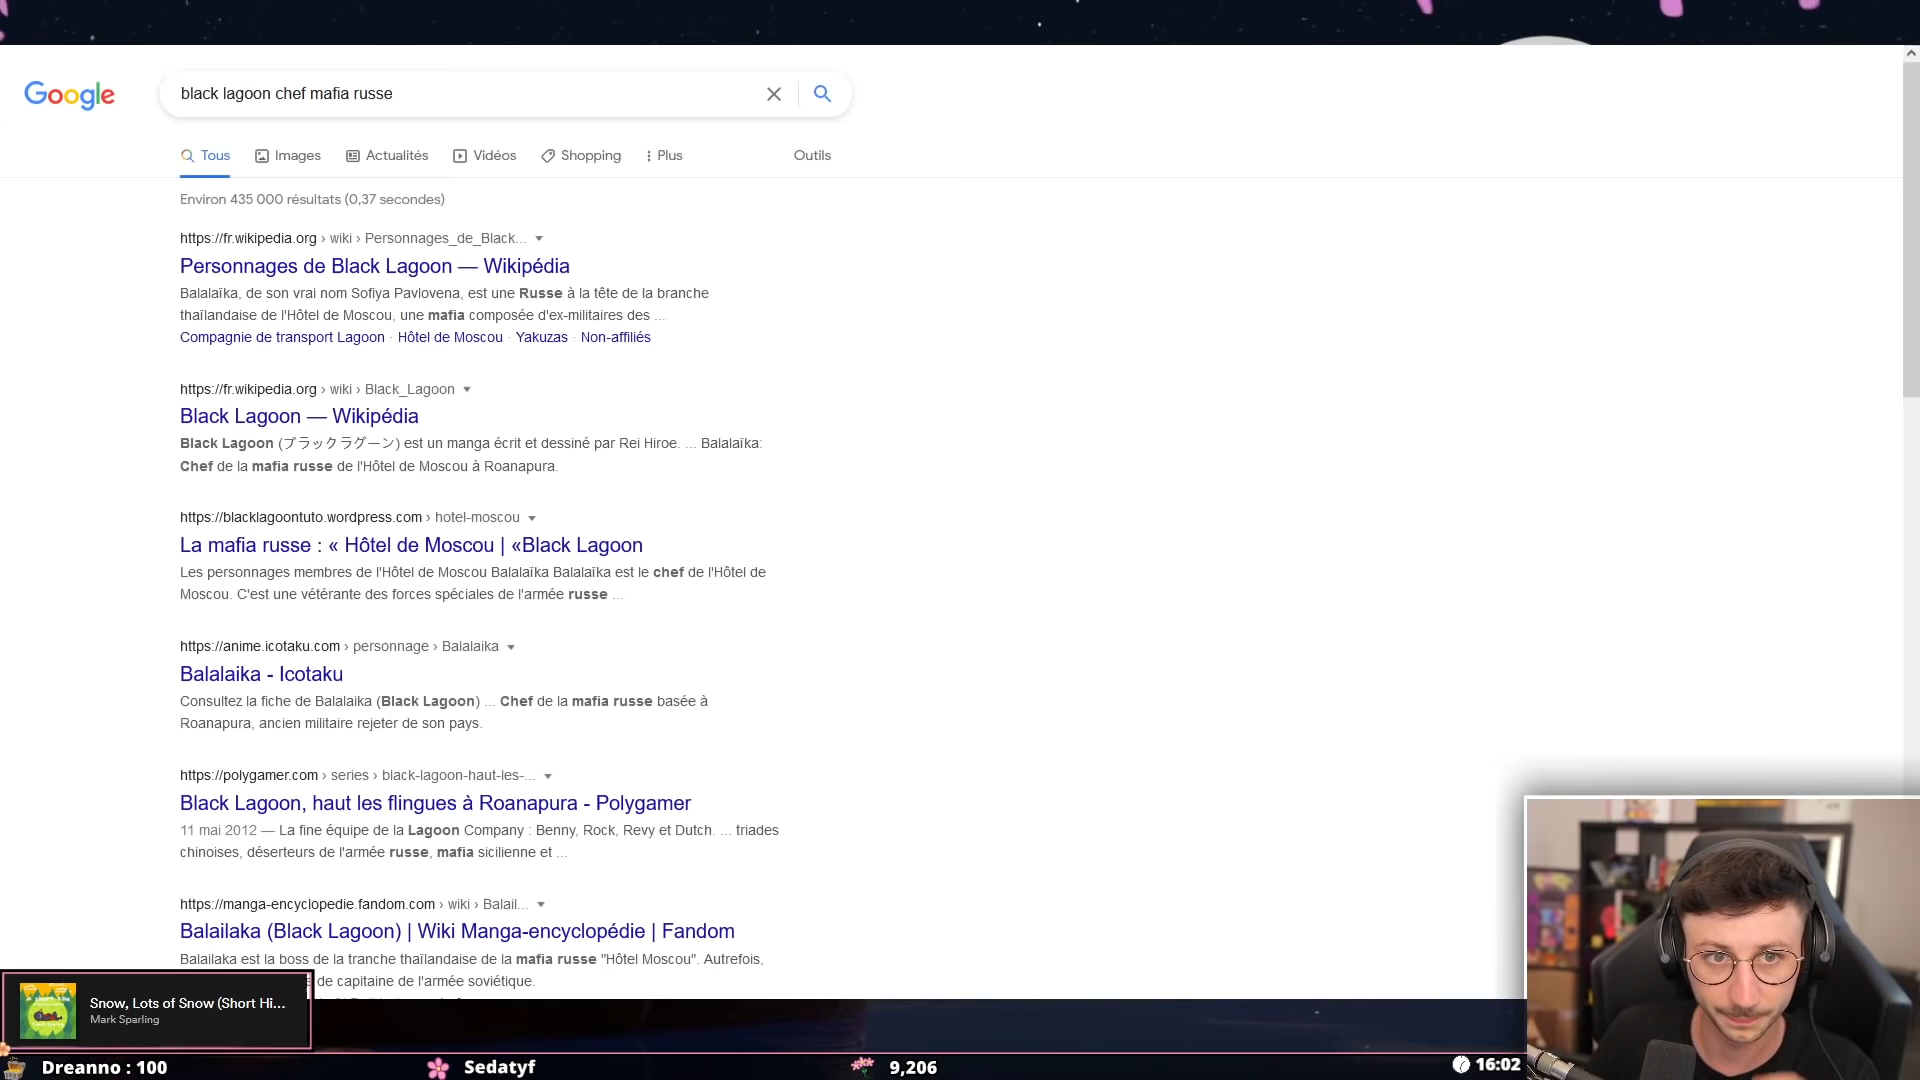 Google
black lagoon chef mafia russe
Tous
Images
Actualités
Vidéos
Shopping
Plus
Outils
Environ 435 000 résultats (0,37 secondes)
https://fr.wikipedia.org › wiki › Personnages_de_Black...
Personnages de Black Lagoon — Wikipédia
Balalaïka, de son vrai nom Sofiya Pavlovena, est une Russe à la tête de la branche
thaïlandaise de l'Hôtel de Moscou, une mafia composée d'ex-militaires des ...
Compagnie de transport Lagoon · Hôtel de Moscou · Yakuzas · Non-affiliés
https://fr.wikipedia.org › wiki › Black_Lagoon
Black Lagoon — Wikipédia
Black Lagoon (ブラックラグーン) est un manga écrit et dessiné par Rei Hiroe. ... Balalaïka:
Chef de la mafia russe de l'Hôtel de Moscou à Roanapura.
https://blacklagoontuto.wordpress.com › hotel-moscou
La mafia russe : « Hôtel de Moscou | «Black Lagoon
Les personnages membres de l'Hôtel de Moscou Balalaïka Balalaïka est le chef de l'Hôtel de
Moscou. C'est une vétérante des forces spéciales de l'armée russe ...
https://anime.icotaku.com › personnage › Balalaika
Balalaika - Icotaku
Consultez la fiche de Balalaika (Black Lagoon) ... Chef de la mafia russe basée à
Roanapura, ancien militaire rejeter de son pays.
https://polygamer.com › series › black-lagoon-haut-les-...
Black Lagoon, haut les flingues à Roanapura - Polygamer
11 mai 2012 — La fine équipe de la Lagoon Company : Benny, Rock, Revy et Dutch. ... triades
chinoises, déserteurs de l'armée russe, mafia sicilienne et ...
https://manga-encyclopedie.fandom.com › wiki › Balail...
Balailaka (Black Lagoon) | Wiki Manga-encyclopédie | Fandom
Balailaka est la boss de la tranche thaïlandaise de la mafia russe "Hôtel Moscou". Autrefois,
de capitaine de l'armée soviétique.
Snow, Lots of Snow (Short Hi...
Mark Sparling
Dreanno : 100
Sedatyf
9,206
16:02